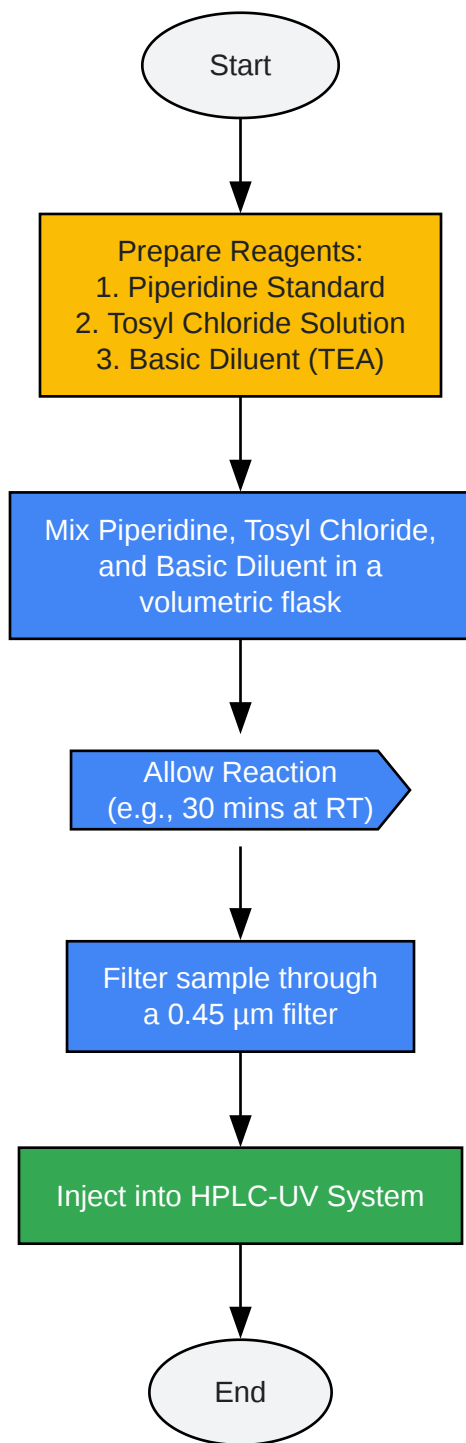 Start
Prepare Reagents:
1. Piperidine Standard
2. Tosyl Chloride Solution
3. Basic Diluent (TEA)
Mix Piperidine, Tosyl Chloride,
and Basic Diluent in a
volumetric flask
Allow Reaction
(e.g., 30 mins at RT)
Filter sample through
a 0.45 µm filter
Inject into HPLC-UV System
End